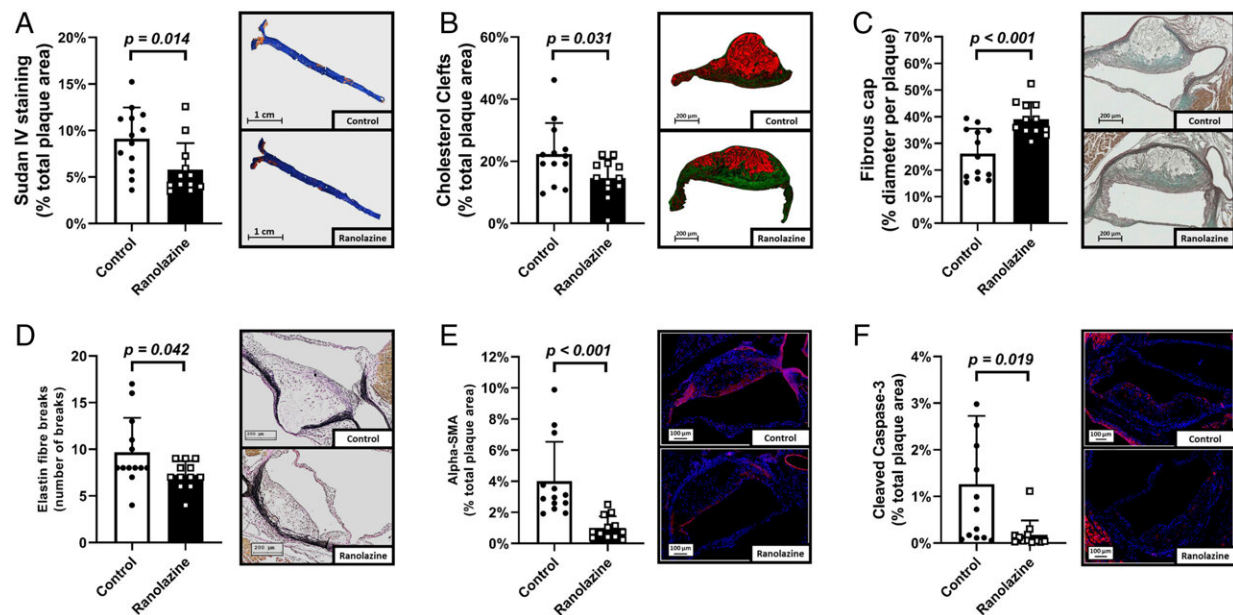 A
Sudan IV staining
(% total plaque area)
20%
15%
10%
5%
0%
p = 0.014
Control
Ranolazine
1 cm
Control
1 cm
Ranolazine
B
Cholesterol Clefts
(% total plaque area)
60%
40%
20%
0%
p = 0.031
Control
Ranolazine
200 µm
Control
200 µm
Ranolazine
C
Fibrous cap
(% diameter per plaque)
70%
60%
50%
40%
30%
20%
10%
0%
p < 0.001
Control
Ranolazine
200 µm
Control
200 µm
Ranolazine
D
Elastin fibre breaks
(number of breaks)
20
15
10
5
0
p = 0.042
Control
Ranolazine
200 µm
Control
200 µm
Ranolazine
E
Alpha-SMA
(% total plaque area)
12%
10%
8%
6%
4%
2%
0%
p < 0.001
Control
Ranolazine
100 µm
Control
100 µm
Ranolazine
F
Cleaved Caspase-3
(% total plaque area)
4%
3%
2%
1%
0%
p = 0.019
Control
Ranolazine
100 µm
Control
100 µm
Ranolazine